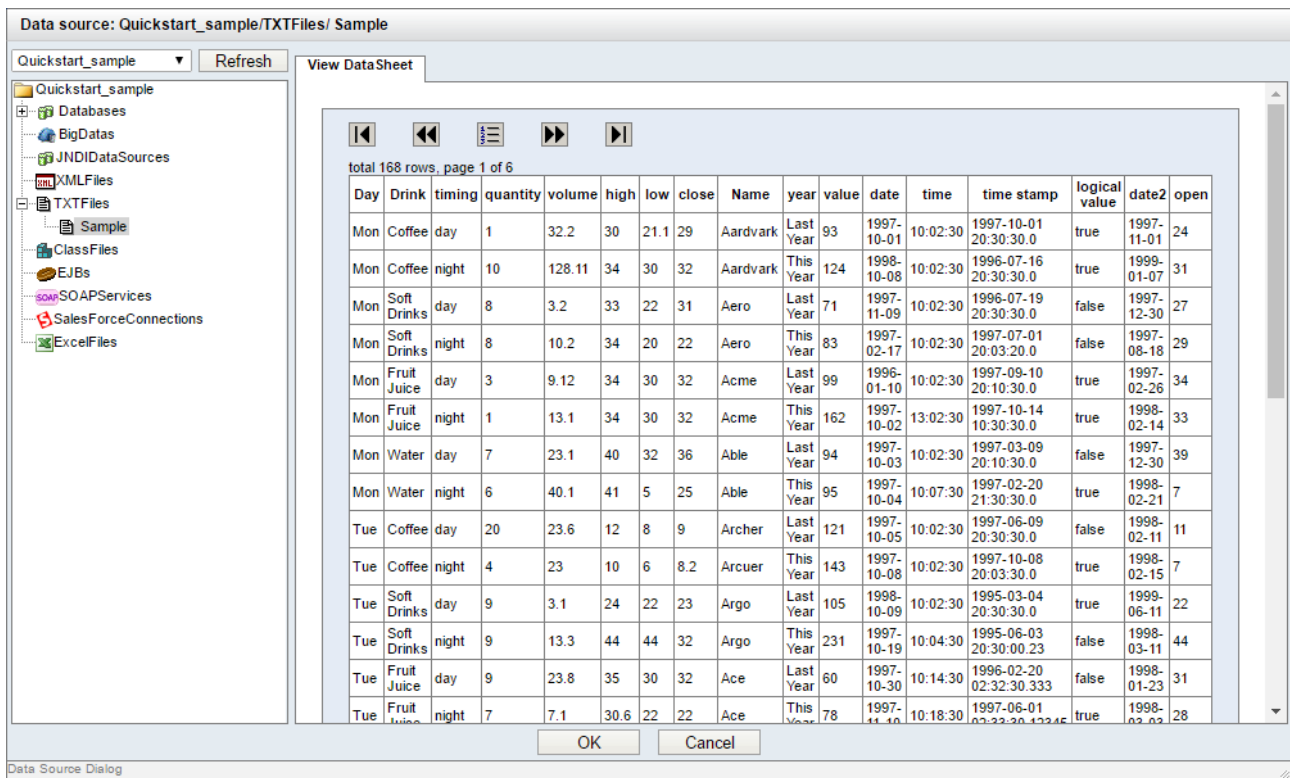 Data source: Quickstart_sample/TXTFiles/ Sample
Quickstart_sample ▼ Refresh
View DataSheet
Quickstart_sample
Databases
BigDatas
JNDIDataSources
XMLFiles
TXTFiles
Sample
ClassFiles
EJBs
SOAPServices
SalesForceConnections
ExcelFiles
total 168 rows, page 1 of 6
Day Drink timing quantity volume high low close Name year value date time time stamp logical value date2 open
Mon Coffee day 1 32.2 30 21.1 29 Aardvark Last Year 93 1997-10-01 10:02:30 1997-10-01 20:30:30.0 true 1997-11-01 24
Mon Coffee night 10 128.11 34 30 32 Aardvark This Year 124 1998-10-08 10:02:30 1996-07-16 20:30:30.0 true 1999-01-07 31
Mon Soft Drinks day 8 3.2 33 22 31 Aero Last Year 71 1997-11-09 10:02:30 1996-07-19 20:30:30.0 false 1997-12-30 27
Mon Soft Drinks night 8 10.2 34 20 22 Aero This Year 83 1997-02-17 10:02:30 1997-07-01 20:03:20.0 false 1997-08-18 29
Mon Fruit Juice day 3 9.12 34 30 32 Acme Last Year 99 1996-01-10 10:02:30 1997-09-10 20:10:30.0 true 1997-02-26 34
Mon Fruit Juice night 1 13.1 34 30 32 Acme This Year 162 1997-10-02 13:02:30 1997-10-14 10:30:30.0 true 1998-02-14 33
Mon Water day 7 23.1 40 32 36 Able Last Year 94 1997-10-03 10:02:30 1997-03-09 20:10:30.0 false 1997-12-30 39
Mon Water night 6 40.1 41 5 25 Able This Year 95 1997-10-04 10:07:30 1997-02-20 21:30:30.0 true 1998-02-21 7
Tue Coffee day 20 23.6 12 8 9 Archer Last Year 121 1997-10-05 10:02:30 1997-06-09 20:30:30.0 false 1998-02-11 11
Tue Coffee night 4 23 10 6 8.2 Arcuer This Year 143 1997-10-08 10:02:30 1997-10-08 20:03:30.0 true 1998-02-15 7
Tue Soft Drinks day 9 3.1 24 22 23 Argo Last Year 105 1998-10-09 10:02:30 1995-03-04 20:30:30.0 true 1999-06-11 22
Tue Soft Drinks night 9 13.3 44 44 32 Argo This Year 231 1997-10-19 10:04:30 1995-06-03 20:30:00.23 false 1998-03-11 44
Tue Fruit Juice day 9 23.8 35 30 32 Ace Last Year 60 1997-10-30 10:14:30 1996-02-20 02:32:30.333 false 1998-01-23 31
Tue Fruit night 7 7.1 30.6 22 22 Ace This 78 1997- 10:18:30 1997-06-01 true 1998- 28
OK Cancel
Data Source Dialog